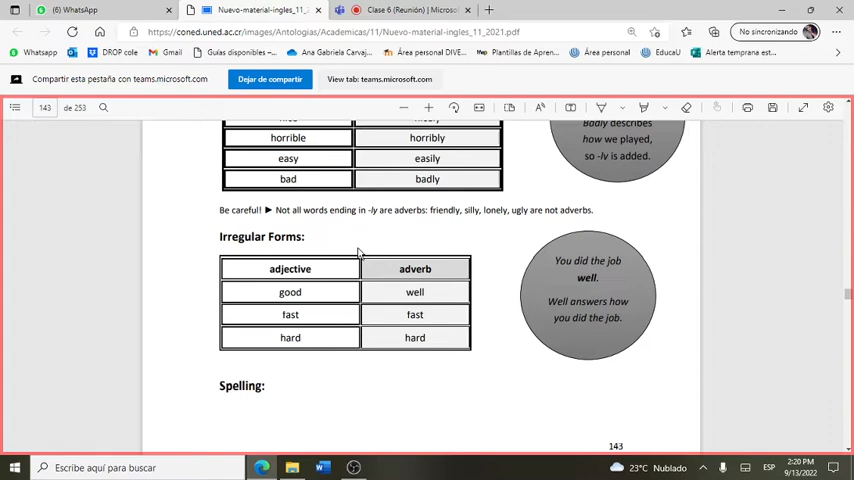 (6) WhatsApp
Nuevo-material-ingles_11_2
Clase 6 (Reunión) | Microsoft
https://coned.uned.ac.cr/images/Antologias/Academicas/11/Nuevo-material-ingles_11_2021.pdf
No sincronizando
Whatsapp
DROP cole
Gmail
Guías disponibles –...
Ana Gabriela Carvaj...
Área personal DIVE...
Plantillas de Apren...
Área personal
EducaU
Alerta temprana est...
Compartir esta pestaña con teams.microsoft.com
Dejar de compartir
View tab: teams.microsoft.com
143 de 253
horrible horribly
easy easily
bad badly
Badly describes
how we played,
so -ly is added.
Be careful! ► Not all words ending in -ly are adverbs: friendly, silly, lonely, ugly are not adverbs.
Irregular Forms:
adjective adverb
good well
fast fast
hard hard
You did the job
well.
Well answers how
you did the job.
Spelling:
143
Escribe aquí para buscar
23°C Nublado
ESP
2:20 PM
9/13/2022